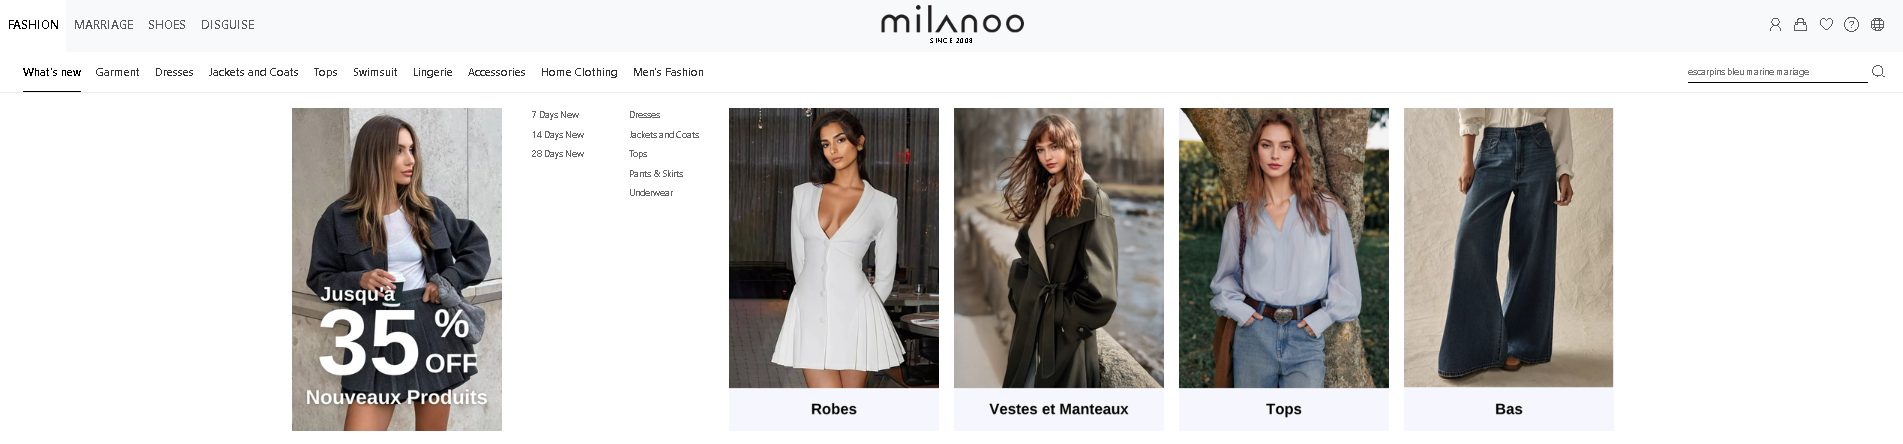 FASHION MARRIAGE SHOES DISGUISE
milanoo
SINCE 2008
What's new Garment Dresses Jackets and Coats Tops Swimsuit Lingerie Accessories Home Clothing Men's Fashion
escarpins bleu marine mariage
Jusqu'à
35% OFF
Nouveaux Produits
7 Days New
14 Days New
28 Days New
Dresses
Jackets and Coats
Tops
Pants & Skirts
Underwear
Robes
Vestes et Manteaux
Tops
Bas